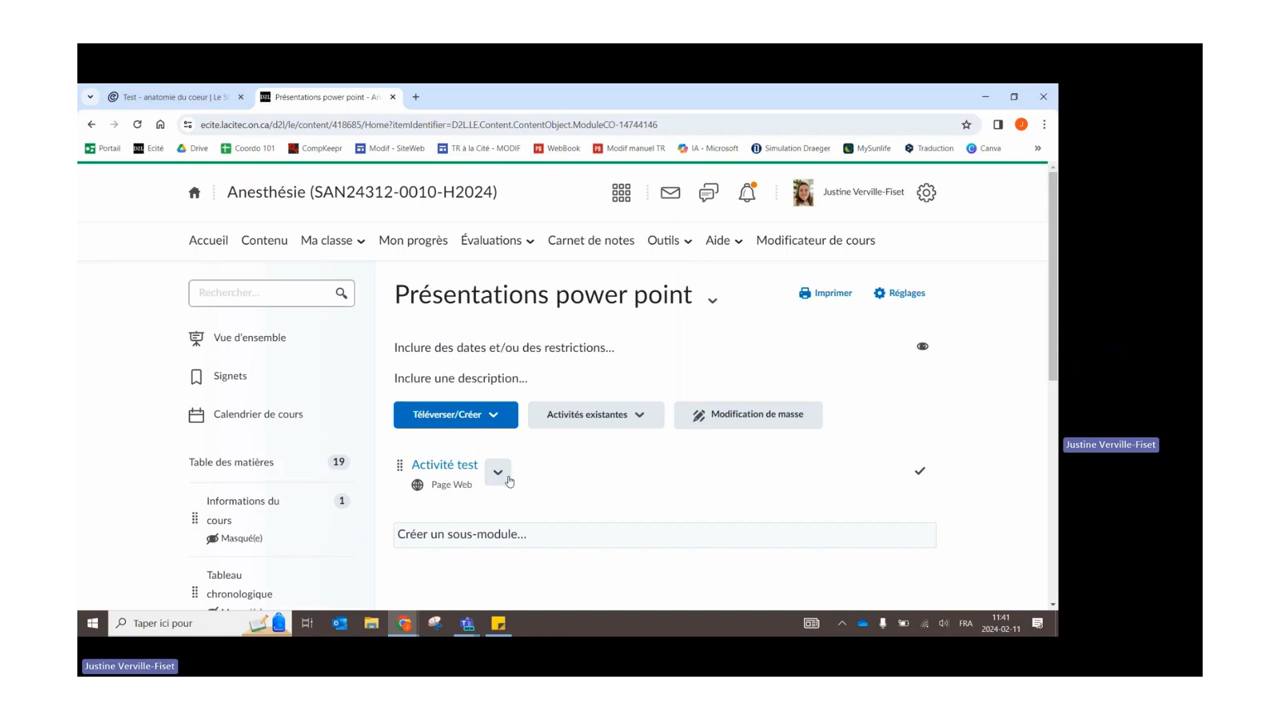 Test - anatomie du coeur | Le
Présentations power point - An
ecite.lacitec.on.ca/d2l/le/content/418685/Home?itemIdentifier=D2L.LE.Content.ContentObject.ModuleCO-14744146
Portail Ecité Drive Coordo 101 CompKeepr Modif - SiteWeb TR à la Cité - MODIF WebBook Modif manuel TR IA - Microsoft Simulation Draeger MySunlife Traduction Canva »
Anesthésie (SAN24312-0010-H2024)
Justine Verville-Fiset
Accueil Contenu Ma classe Mon progrès Évaluations Carnet de notes Outils Aide Modificateur de cours
Rechercher...
Présentations power point
Imprimer Réglages
Vue d'ensemble
Inclure des dates et/ou des restrictions...
Signets
Inclure une description...
Calendrier de cours
Téléverser/Créer Activités existantes Modification de masse
Table des matières 19
Activité test
Page Web
Informations du 1
cours
Masqué(e)
Créer un sous-module...
Tableau
chronologique
Justine Verville-Fiset
Taper ici pour
FRA
11:41
2024-02-11
Justine Verville-Fiset